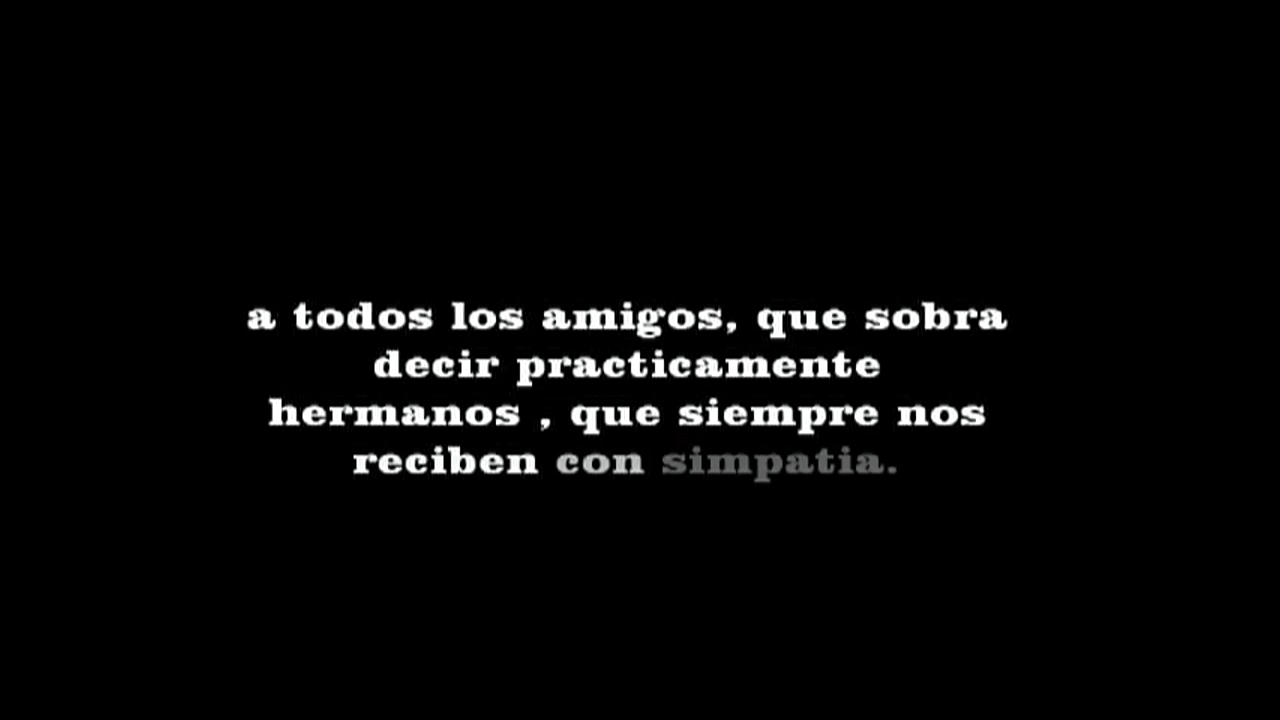 a todos los amigos, que sobra
decir practicamente
hermanos , que siempre nos
reciben con simpatia.